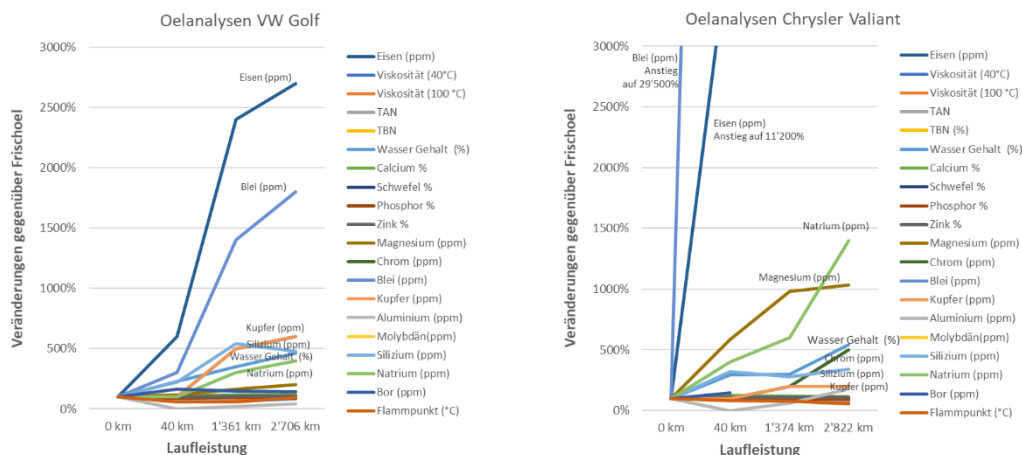 Oelanalysen VW Golf
Veränderungen gegenüber Frischoel
3000%
2500%
2000%
1500%
1000%
500%
0%
Eisen (ppm)
Blei (ppm)
Kupfer (ppm)
Silizium (ppm)
Wasser Gehalt (%)
Natrium (ppm)
0 km
40 km
1'361 km
2'706 km
Laufleistung
Eisen (ppm)
Viskosität (40°C)
Viskosität (100 °C)
TAN
TBN
Wasser Gehalt (%)
Calcium %
Schwefel %
Phosphor %
Zink %
Magnesium (ppm)
Chrom (ppm)
Blei (ppm)
Kupfer (ppm)
Aluminium (ppm)
Molybdän(ppm)
Silizium (ppm)
Natrium (ppm)
Bor (ppm)
Flammpunkt (°C)
Oelanalysen Chrysler Valiant
Veränderungen gegenüber Frischoel
3000%
2500%
2000%
1500%
1000%
500%
0%
Blei (ppm)
Anstieg
auf 29'500%
Eisen (ppm)
Anstieg auf 11'200%
Natrium (ppm)
Magnesium (ppm)
Wasser Gehalt (%)
Chrom (ppm)
Silizium (ppm)
Kupfer (ppm)
0 km
40 km
1'374 km
2'822 km
Laufleistung
Eisen (ppm)
Viskosität (40°C)
Viskosität (100 °C)
TAN
TBN (%)
Wasser Gehalt (%)
Calcium %
Schwefel %
Phosphor %
Zink %
Magnesium (ppm)
Chrom (ppm)
Blei (ppm)
Kupfer (ppm)
Aluminium (ppm)
Molybdän(ppm)
Silizium (ppm)
Natrium (ppm)
Bor (ppm)
Flammpunkt (°C)